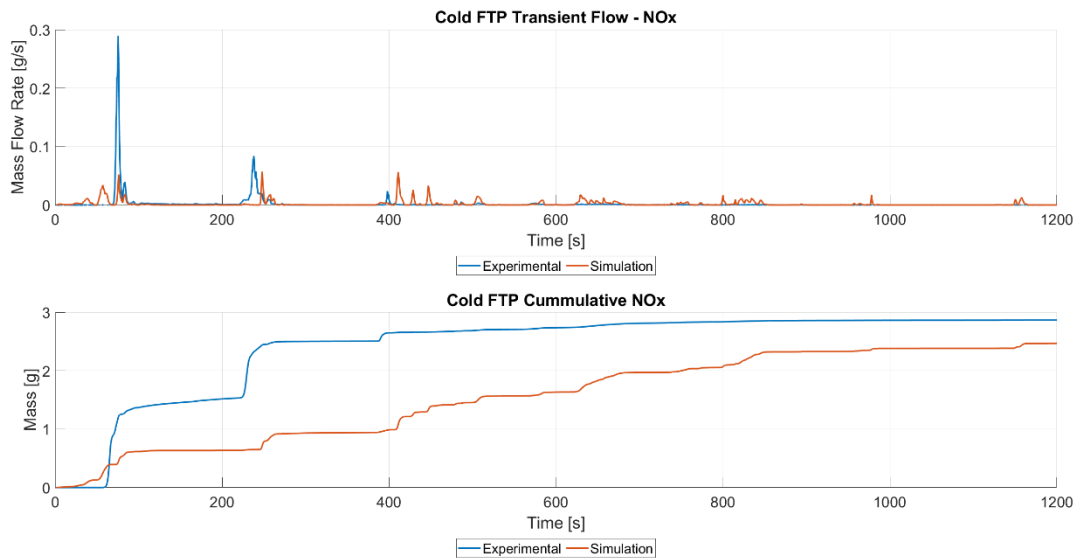 Cold FTP Transient Flow - NOx
Mass Flow Rate [g/s]
0.3
0.2
0.1
0
0 200 400 600 800 1000 1200
Time [s]
Experimental Simulation
Cold FTP Cummulative NOx
Mass [g]
3
2
1
0
0 200 400 600 800 1000 1200
Time [s]
Experimental Simulation